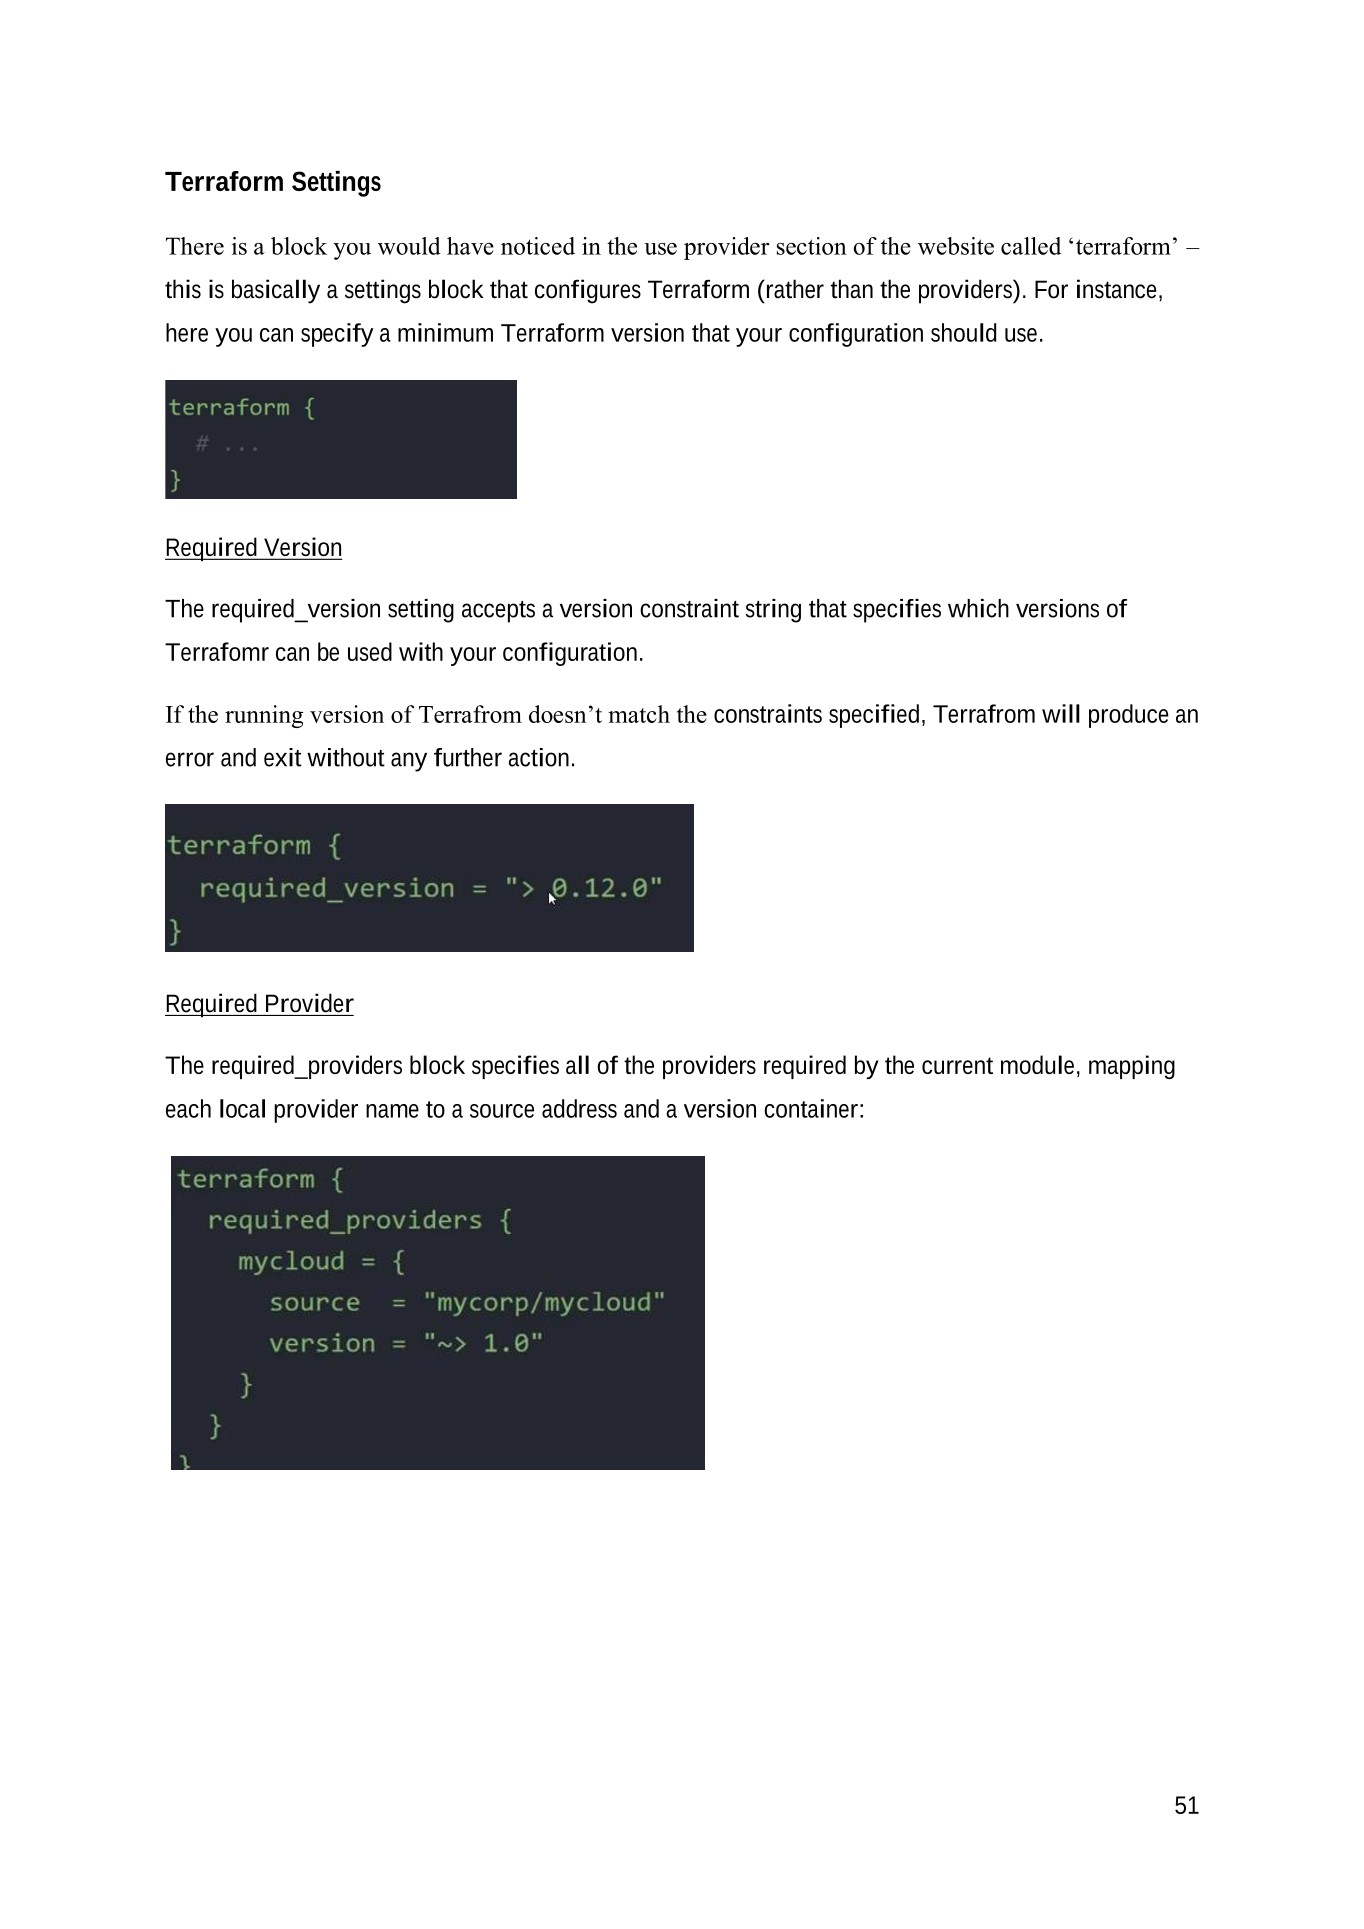 Terraform Settings
There is a block you would have noticed in the use provider section of the website called ‘terraform’ –
this is basically a settings block that configures Terraform (rather than the providers). For instance,
here you can specify a minimum Terraform version that your configuration should use.
terraform {
  # ...
}
Required Version
The required_version setting accepts a version constraint string that specifies which versions of
Terrafomr can be used with your configuration.
If the running version of Terrafrom doesn’t match the constraints specified, Terrafrom will produce an
error and exit without any further action.
terraform {
  required_version = "> 0.12.0"
}
Required Provider
The required_providers block specifies all of the providers required by the current module, mapping
each local provider name to a source address and a version container:
terraform {
  required_providers {
    mycloud = {
      source  = "mycorp/mycloud"
      version = "~> 1.0"
    }
  }
}
51